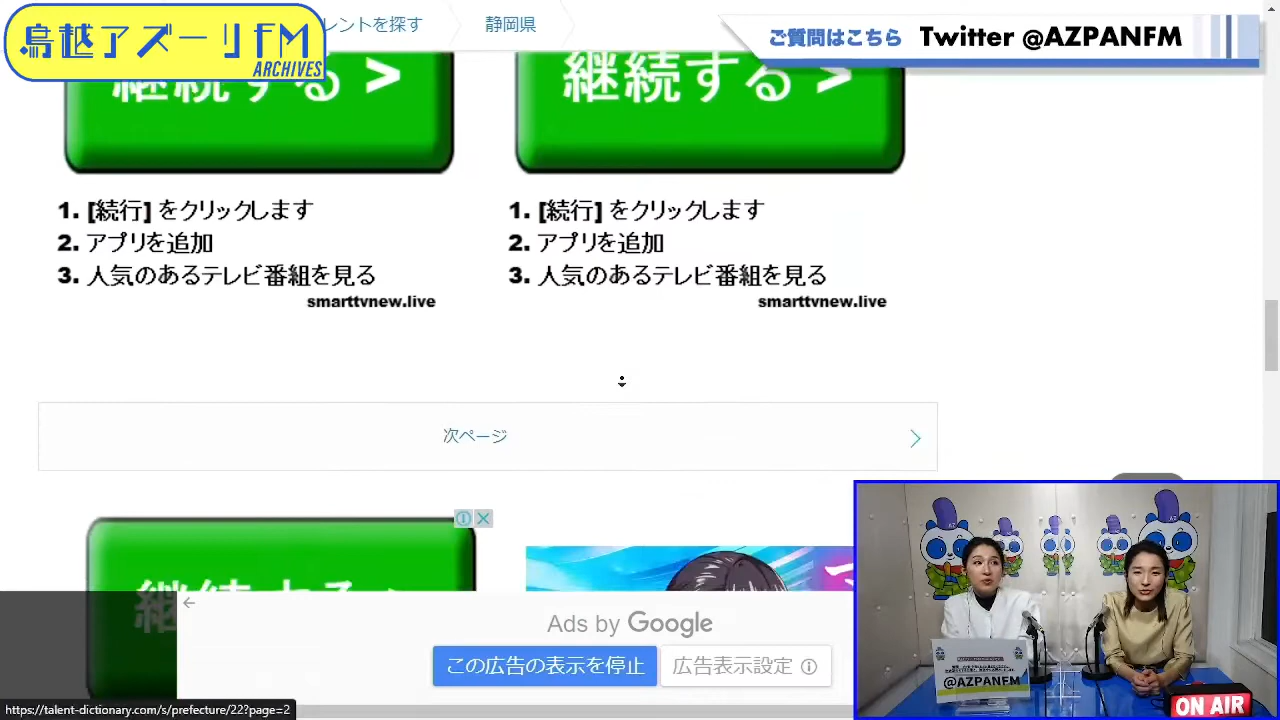 鳥越アズーリFM
ARCHIVES
レントを探す
静岡県
ご質問はこちら Twitter @AZPANFM
継続する >
継続する >
1. [続行] をクリックします
2. アプリを追加
3. 人気のあるテレビ番組を見る
smarttvnew.live
1. [続行] をクリックします
2. アプリを追加
3. 人気のあるテレビ番組を見る
smarttvnew.live
次ページ
継続する >
Ads by Google
この広告の表示を停止
広告表示設定
https://talent-dictionary.com/s/prefecture/22?page=2
@AZPANFM
ON AIR